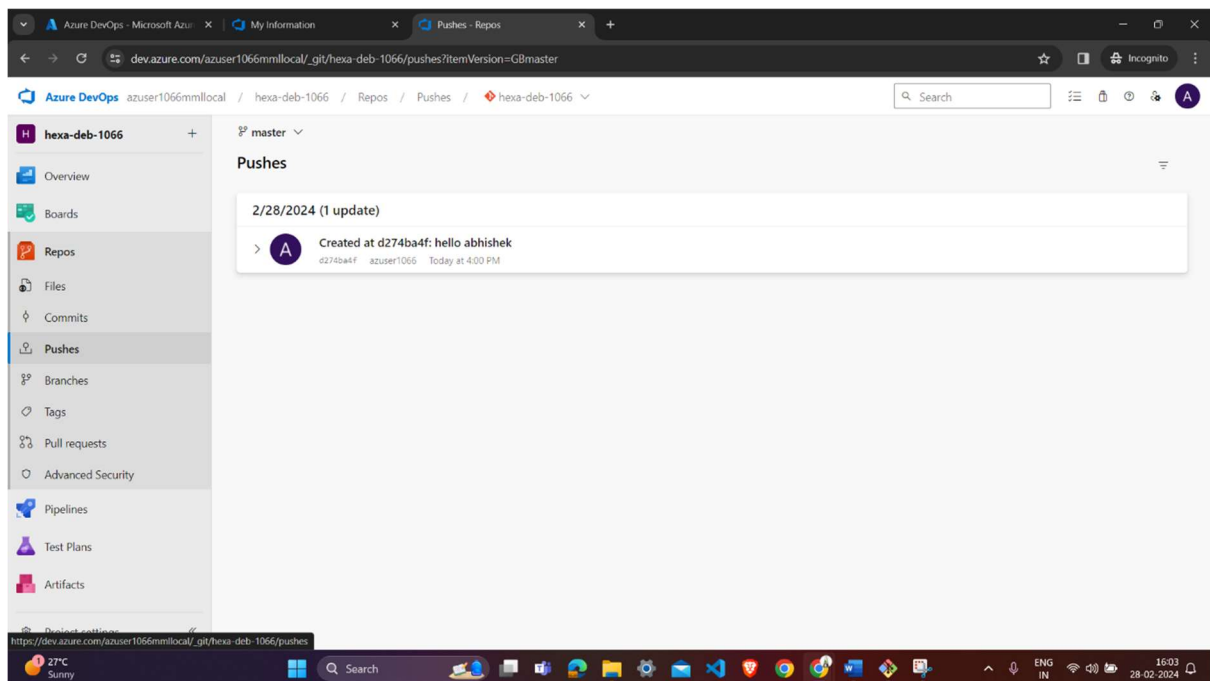 Azure DevOps - Microsoft Azur
My Information
Pushes - Repos
dev.azure.com/azuser1066mmllocal/_git/hexa-deb-1066/pushes?itemVersion=GBmaster
Incognito
Azure DevOps azuser1066mmllocal / hexa-deb-1066 / Repos / Pushes / hexa-deb-1066
Search
A
H hexa-deb-1066 +
master
Pushes
Overview
Boards
Repos
Files
Commits
Pushes
Branches
Tags
Pull requests
Advanced Security
Pipelines
Test Plans
Artifacts
Project settings
2/28/2024 (1 update)
A
Created at d274ba4f: hello abhishek
d274ba4f azuser1066 Today at 4:00 PM
https://dev.azure.com/azuser1066mmllocal/_git/hexa-deb-1066/pushes
1
27°C
Sunny
Search
ENG
IN
16:03
28-02-2024